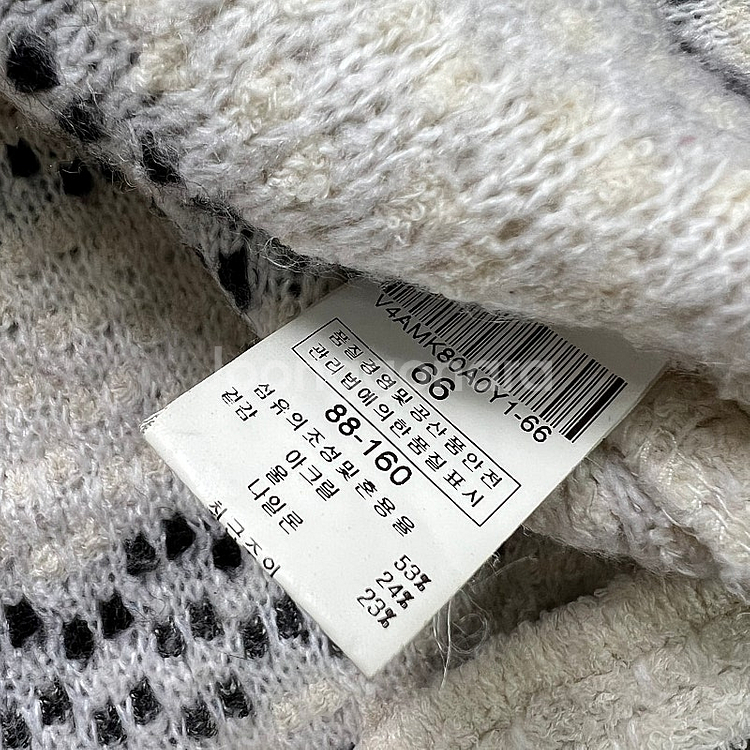 V4AMK80A0Y1-66
66
품질경영및공산품안전
관리법에의한품질표시
88-160
섬유의조성및혼용율
겉감
아크릴 53%
울 24%
나일론 23%